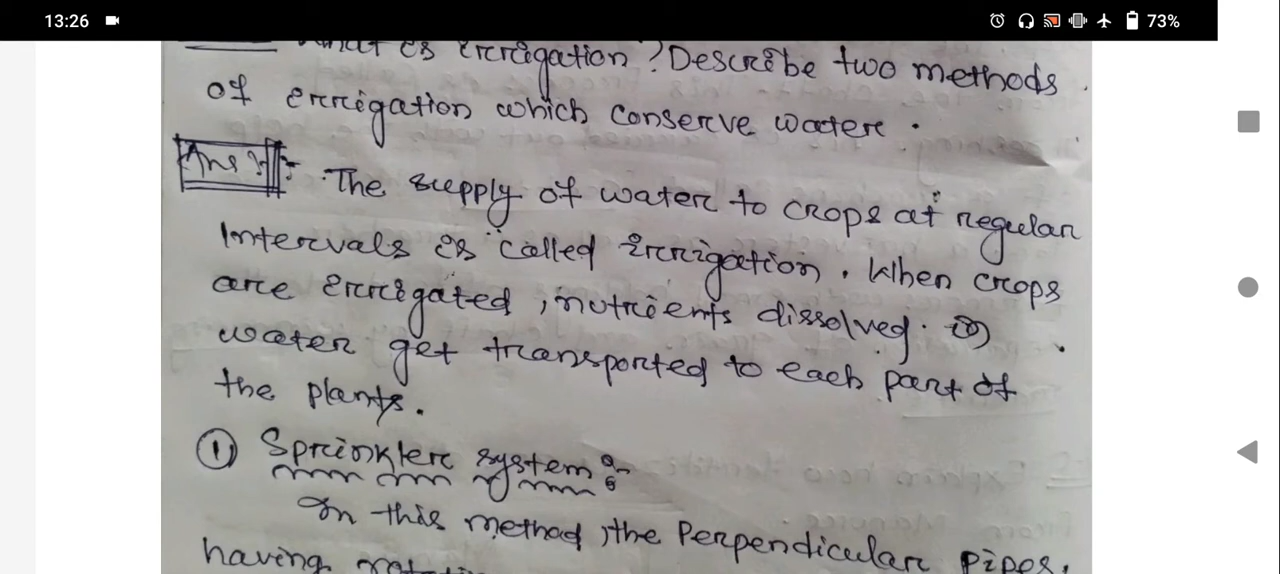 13:26
73%
What is irrigation? Describe two methods
of irrigation which conserve water.
Ans:-
The supply of water to crops at regular
Intervals is called irrigation. When crops
are irrigated, nutrients dissolved in
water get transported to each part of
the plants.
① Sprinkler system:-
In this method, the Perpendicular pipes,
having